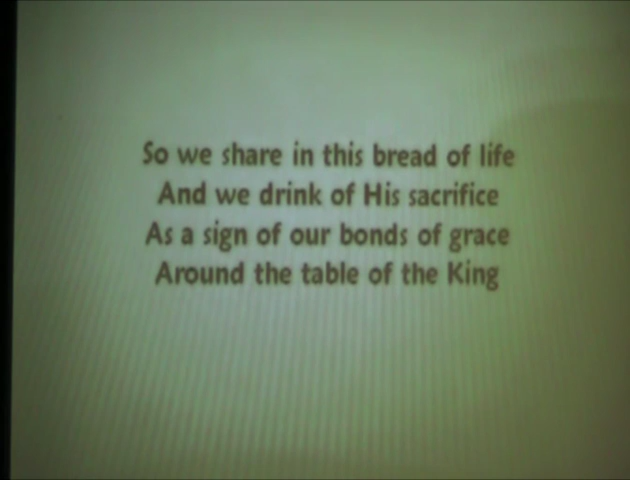 So we share in this bread of life
And we drink of His sacrifice
As a sign of our bonds of grace
Around the table of the King